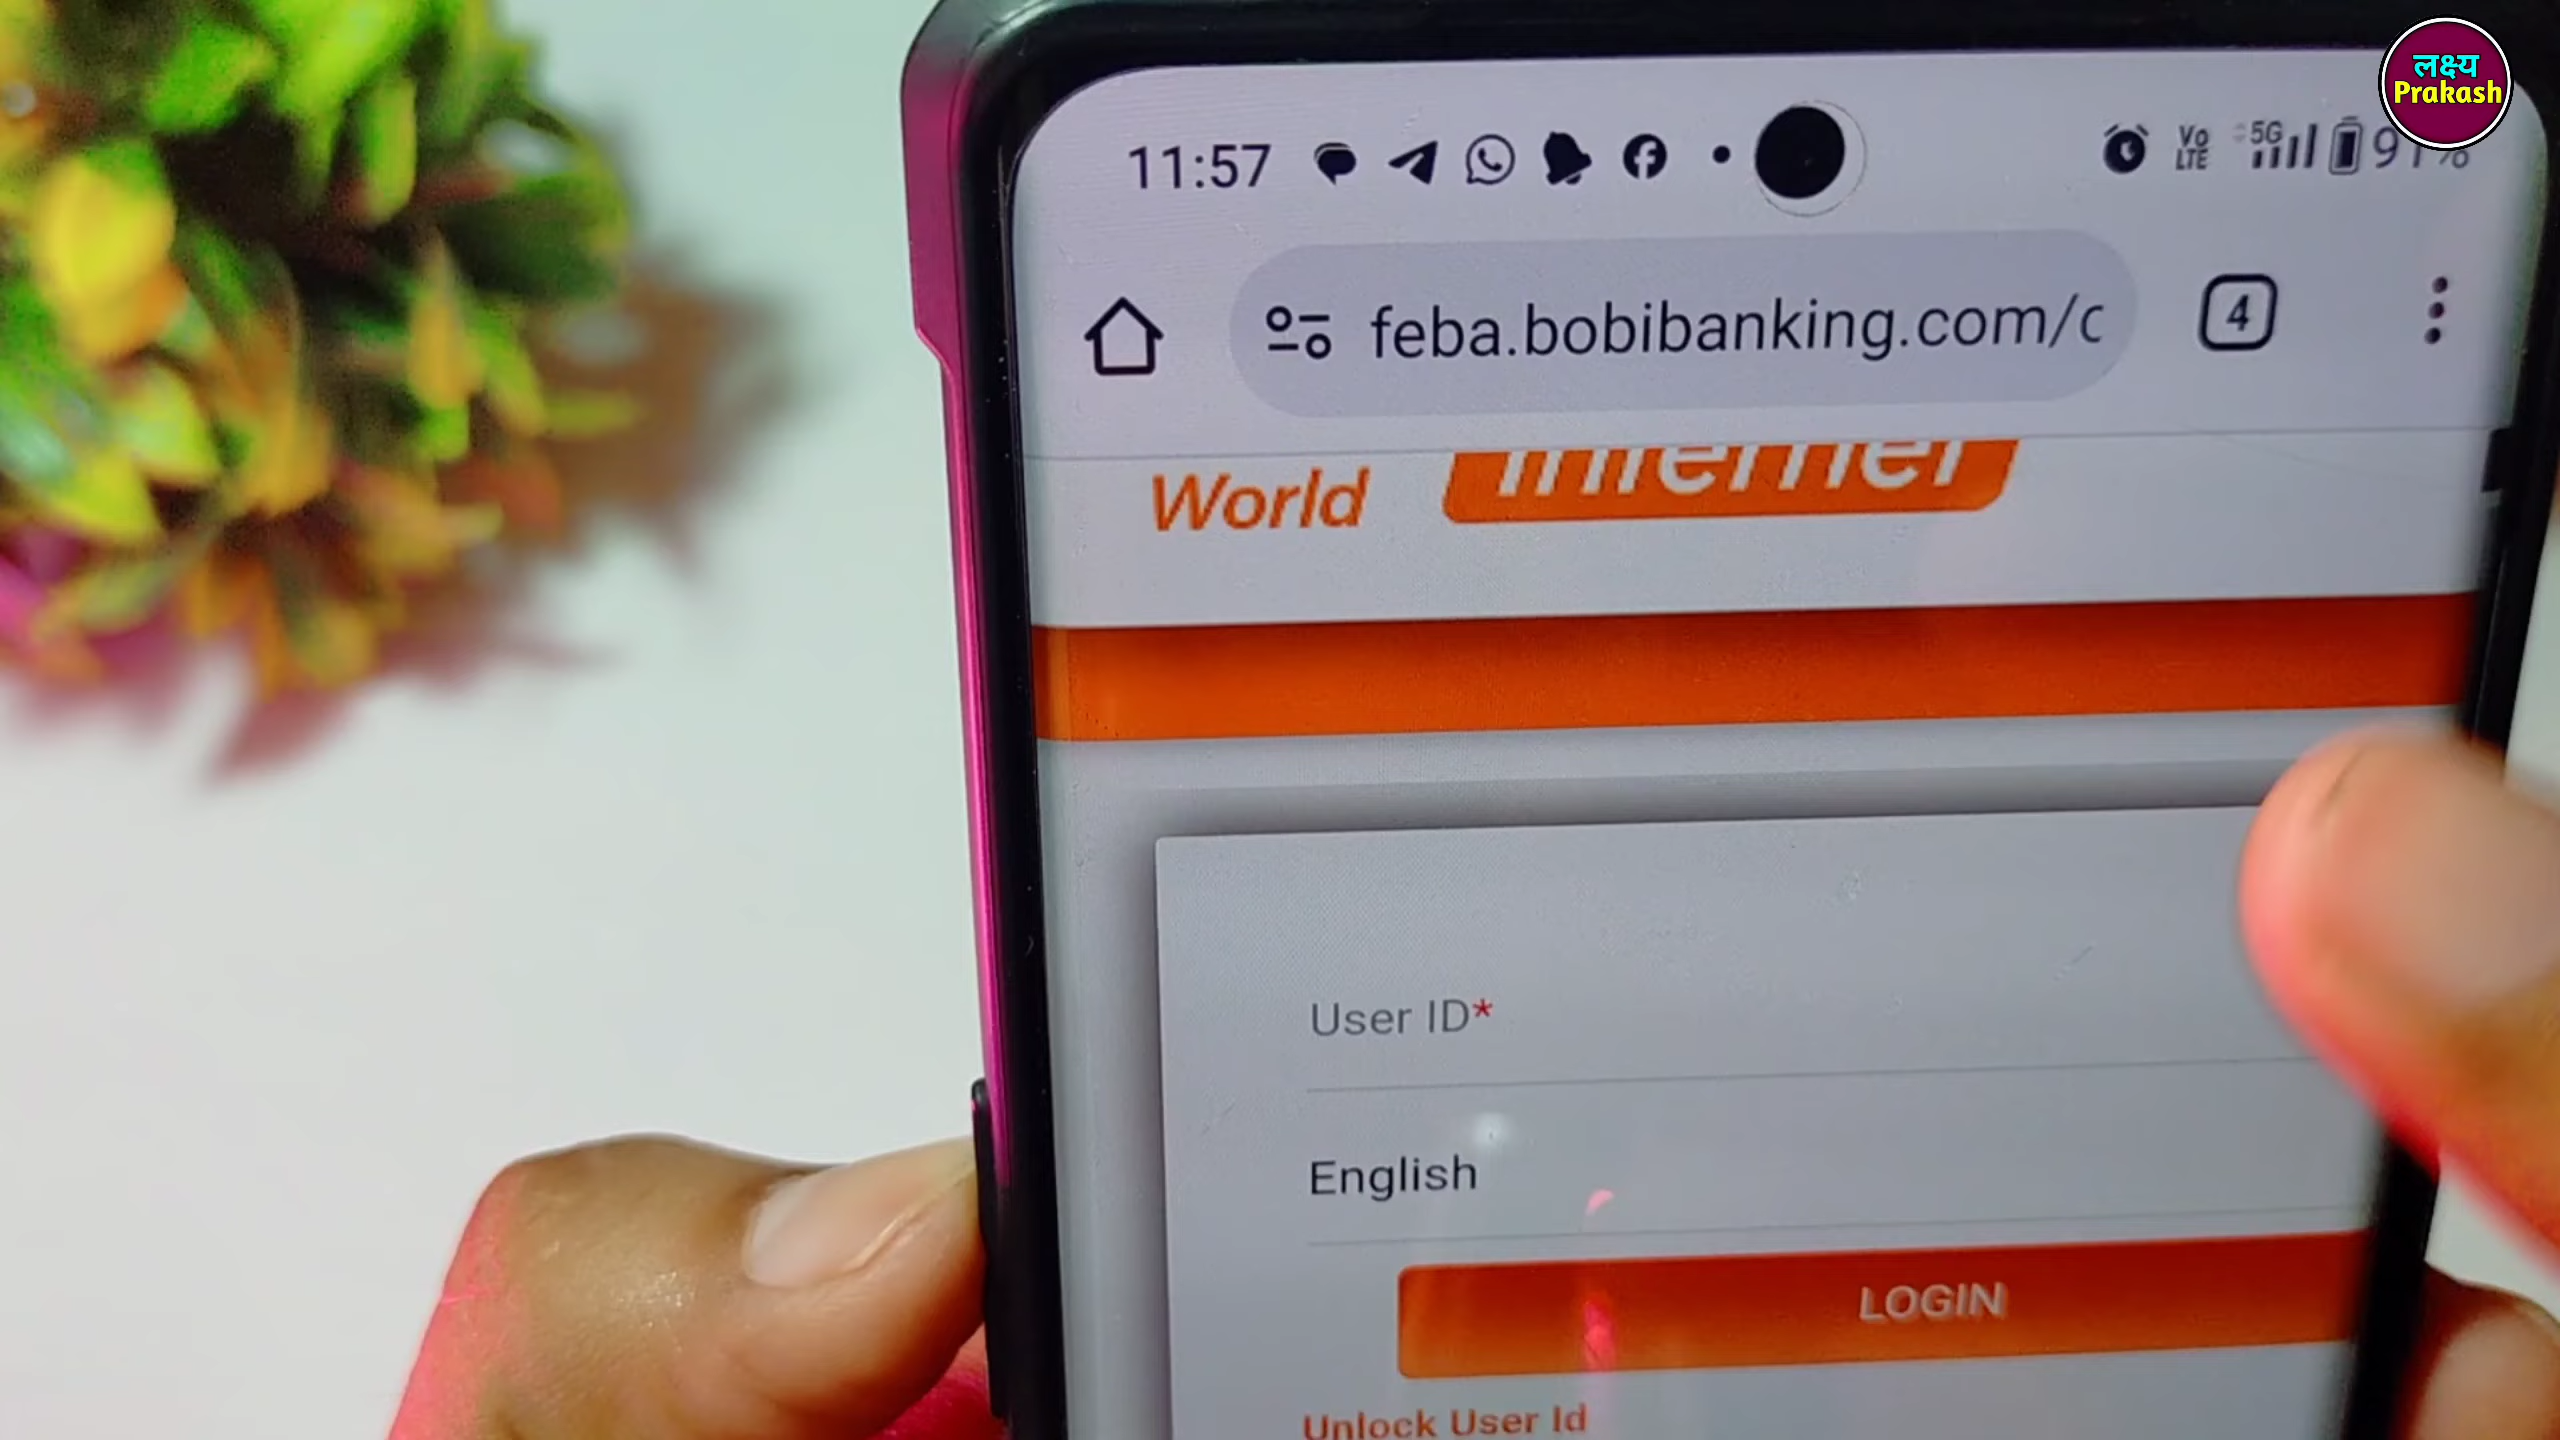 लक्ष्य
Prakash
11:57
Vo
LTE
5G
feba.bobibanking.com/c
4
World
Internet
User ID*
English
LOGIN
Unlock User Id